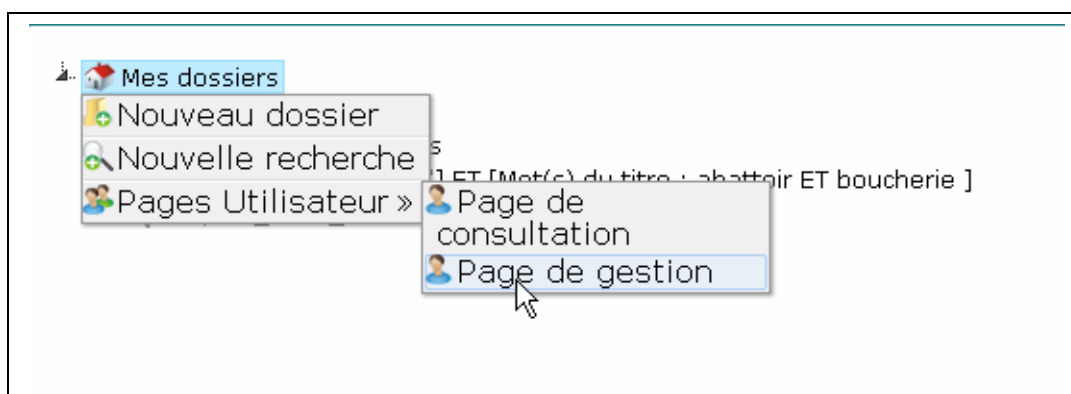 Mes dossiers
Nouveau dossier
Nouvelle recherche
s
] ET [Mot(s) du titre : abattoir ET boucherie ]
Pages Utilisateur »
Page de
consultation
Page de gestion